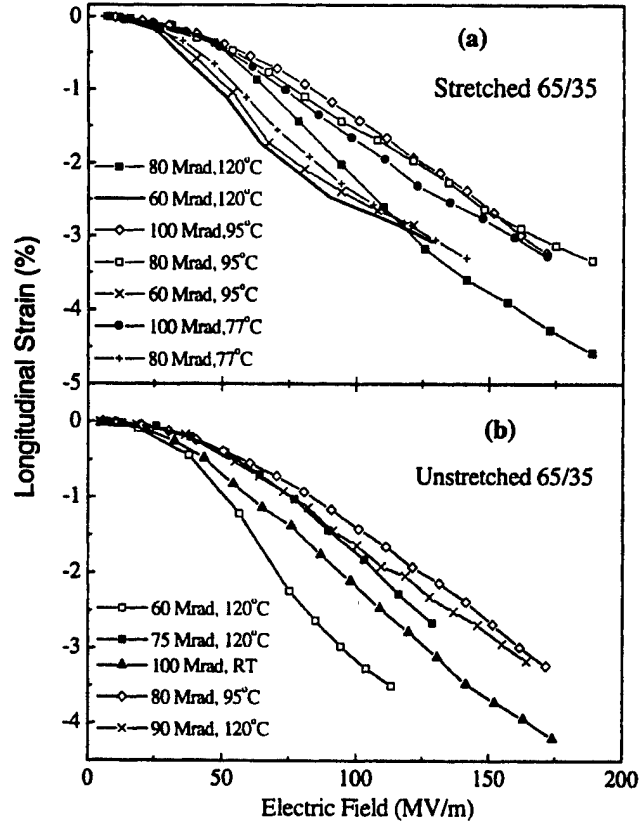 0
(a)
Stretched 65/35
-1
-2
80 Mrad,120°C
60 Mrad,120°C
100 Mrad,95°C
80 Mrad, 95°C
60 Mrad, 95°C
100 Mrad,77°C
80 Mrad,77°C
-3
-4
-5
Longitudinal Strain (%)
0
(b)
Unstretched 65/35
-1
-2
60 Mrad, 120°C
75 Mrad, 120°C
100 Mrad, RT
80 Mrad, 95°C
90 Mrad, 120°C
-3
-4
0 50 100 150 200
Electric Field (MV/m)